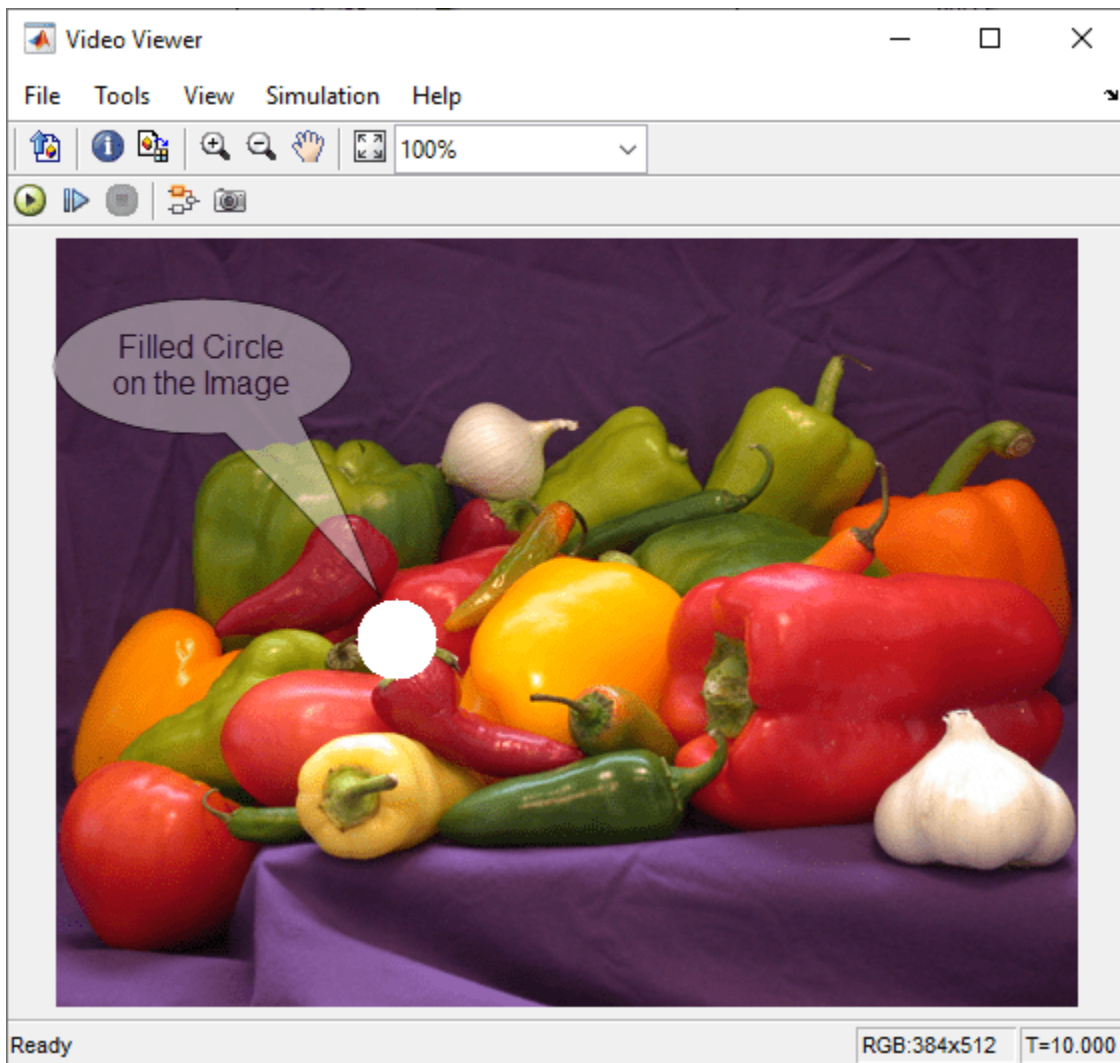 Video Viewer
File Tools View Simulation Help
100%
Filled Circle
on the Image
Ready RGB:384x512 T=10.000